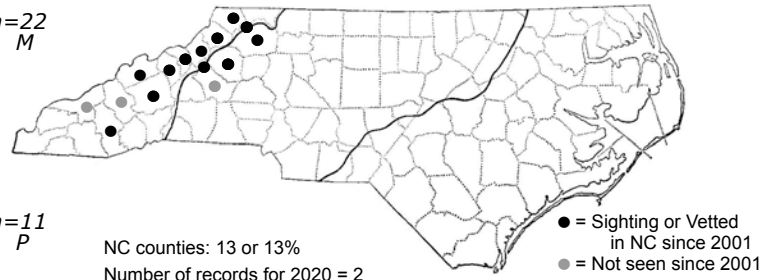 n=22
M
n=11
P
NC counties: 13 or 13%
Number of records for 2020 = 2
● = Sighting or Vetted
in NC since 2001
● = Not seen since 2001